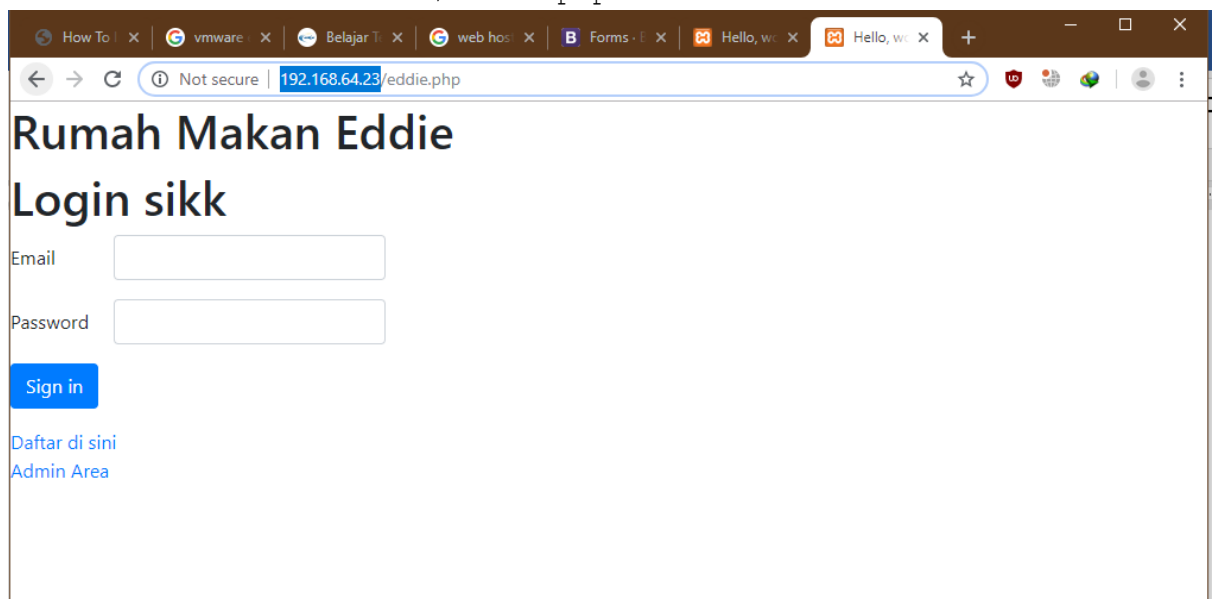 How To
vmware
Belajar
web hos
Forms
Hello, wo
Hello, wo
Not secure | 192.168.64.23/eddie.php
Rumah Makan Eddie
Login sikk
Email
Password
Sign in
Daftar di sini
Admin Area